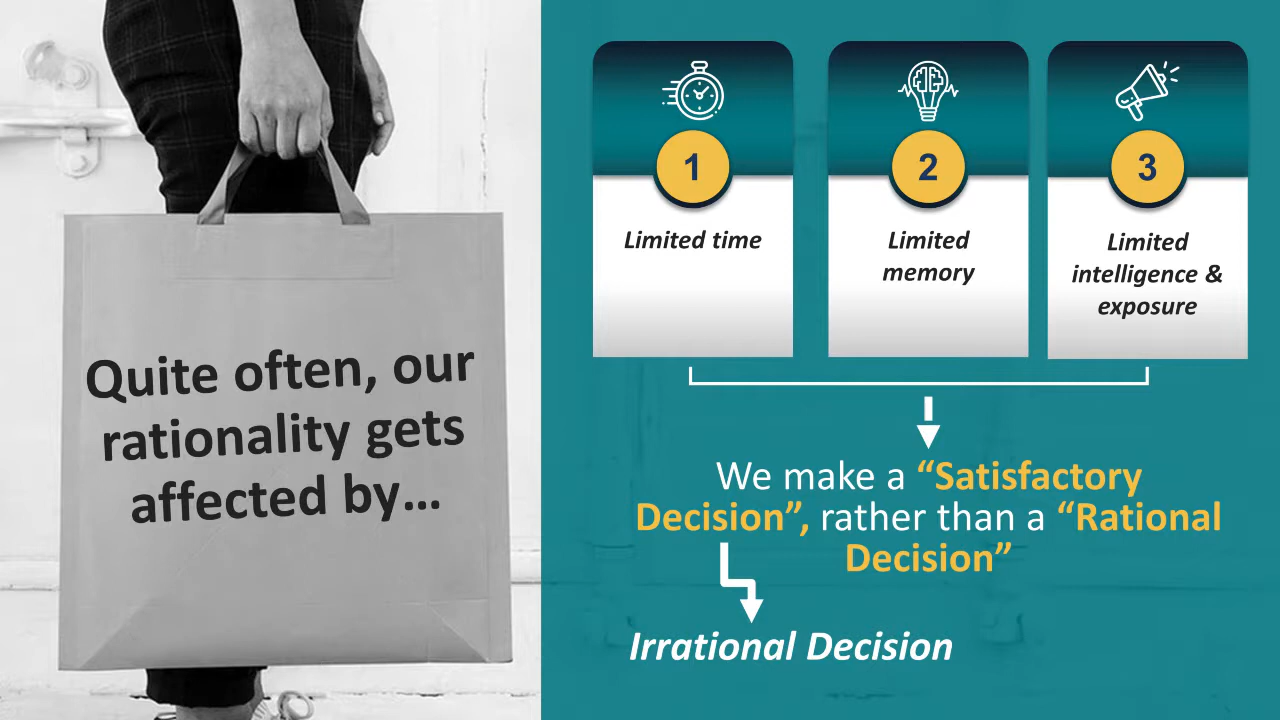 Quite often, our
rationality gets
affected by...
1
Limited time
2
Limited
memory
3
Limited
intelligence &
exposure
We make a “Satisfactory
Decision”, rather than a “Rational
Decision”
Irrational Decision